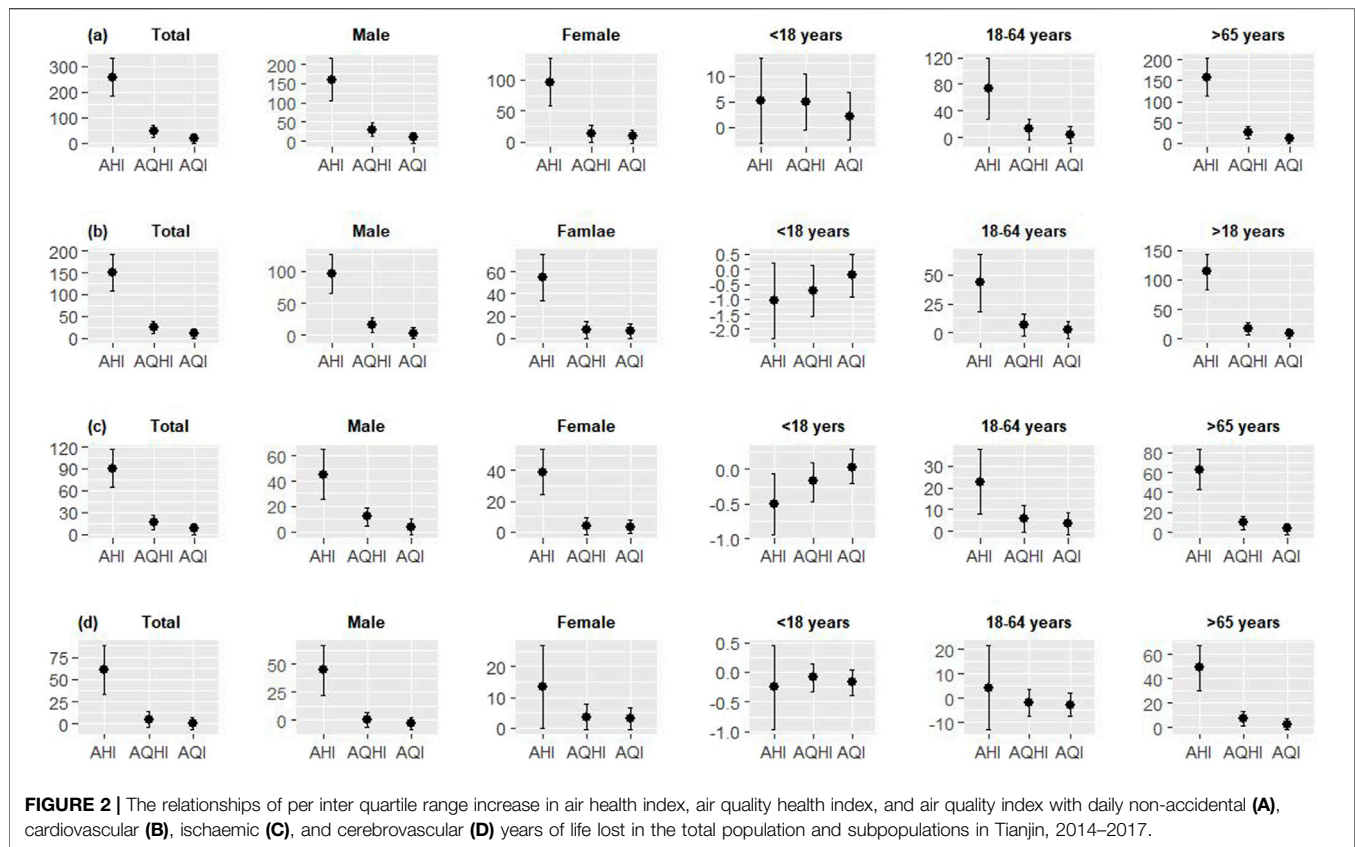 (a) Total Male Female <18 years 18-64 years >65 years
300 200 100 10 120 200
200 150 50 5 80 150
100 100 0 0 40 100
0 50 0 50
0 0
AHI AQHI AQI AHI AQHI AQI AHI AQHI AQI AHI AQHI AQI AHI AQHI AQI AHI AQHI AQI
(b) Total Male Famlae <18 years 18-64 years >18 years
200 100 60 0.5 50 150
150 50 40 0.0 25 100
100 0 20 -0.5 0 50
50 0 -1.0 0
0 -1.5
-2.0
AHI AQHI AQI AHI AQHI AQI AHI AQHI AQI AHI AQHI AQI AHI AQHI AQI AHI AQHI AQI
(c) Total Male Female <18 yers 18-64 years >65 years
120 60 40 0.0 30 80
90 40 20 -0.5 20 60
60 20 0 -1.0 10 40
30 0 0 20
0 0
AHI AQHI AQI AHI AQHI AQI AHI AQHI AQI AHI AQHI AQI AHI AQHI AQI AHI AQHI AQI
(d) Total Male Female <18 years 18-64 years >65 years
75 50 20 0.5 20 60
50 25 10 0.0 10 40
25 0 0 -0.5 0 20
0 -1.0 -10 0
AHI AQHI AQI AHI AQHI AQI AHI AQHI AQI AHI AQHI AQI AHI AQHI AQI AHI AQHI AQI
FIGURE 2 | The relationships of per inter quartile range increase in air health index, air quality health index, and air quality index with daily non-accidental (A),
cardiovascular (B), ischaemic (C), and cerebrovascular (D) years of life lost in the total population and subpopulations in Tianjin, 2014–2017.